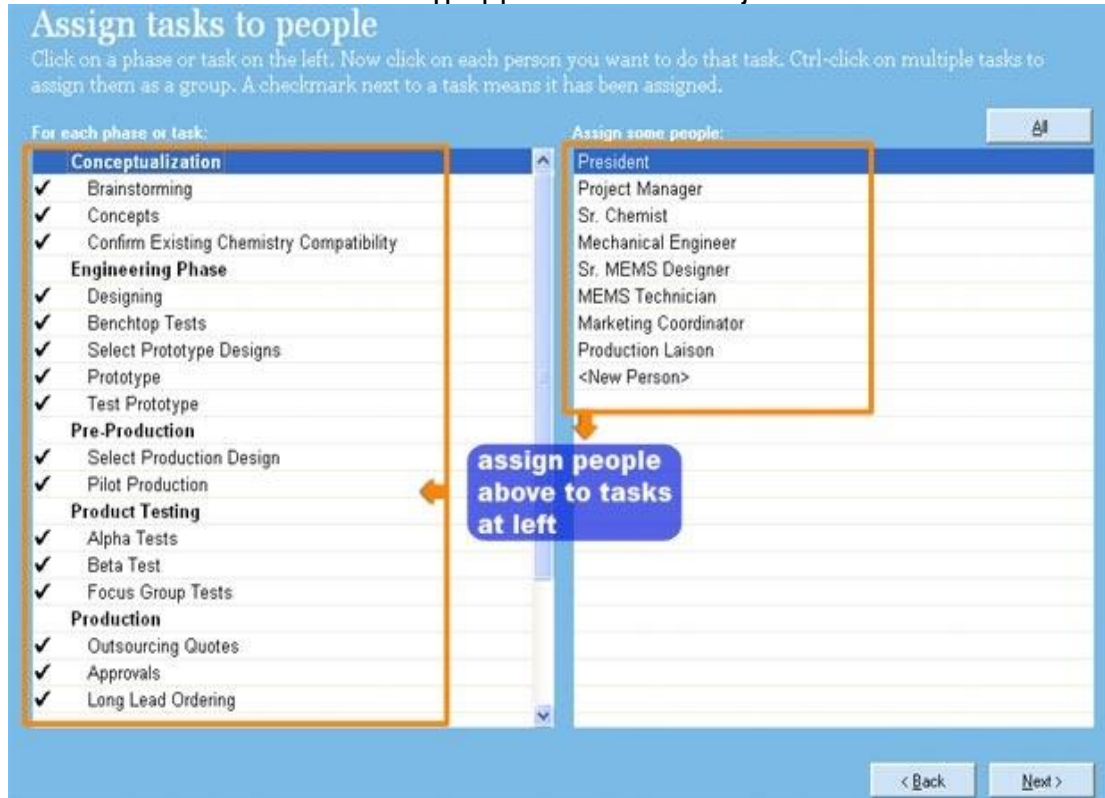 Assign tasks to people
Click on a phase or task on the left. Now click on each person you want to do that task. Ctrl-click on multiple tasks to
assign them as a group. A checkmark next to a task means it has been assigned.
For each phase or task:
Conceptualization
✓ Brainstorming
✓ Concepts
✓ Confirm Existing Chemistry Compatibility
Engineering Phase
✓ Designing
✓ Benchtop Tests
✓ Select Prototype Designs
✓ Prototype
✓ Test Prototype
Pre-Production
✓ Select Production Design
✓ Pilot Production
Product Testing
✓ Alpha Tests
✓ Beta Test
✓ Focus Group Tests
Production
✓ Outsourcing Quotes
✓ Approvals
✓ Long Lead Ordering
Assign some people:
All
President
Project Manager
Sr. Chemist
Mechanical Engineer
Sr. MEMS Designer
MEMS Technician
Marketing Coordinator
Production Laison
<New Person>
assign people
above to tasks
at left
< Back
Next >